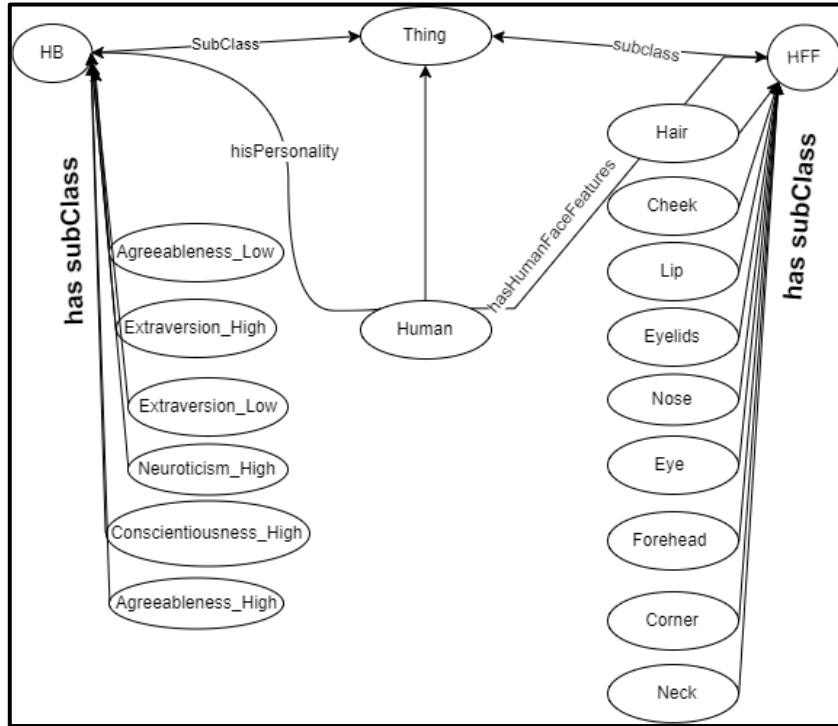 HB
SubClass
Thing
subclass
HFF
hisPersonality
hasHumanFaceFeatures
Human
has subClass
Agreeableness_Low
Extraversion_High
Extraversion_Low
Neuroticism_High
Conscientiousness_High
Agreeableness_High
has subClass
Hair
Cheek
Lip
Eyelids
Nose
Eye
Forehead
Corner
Neck